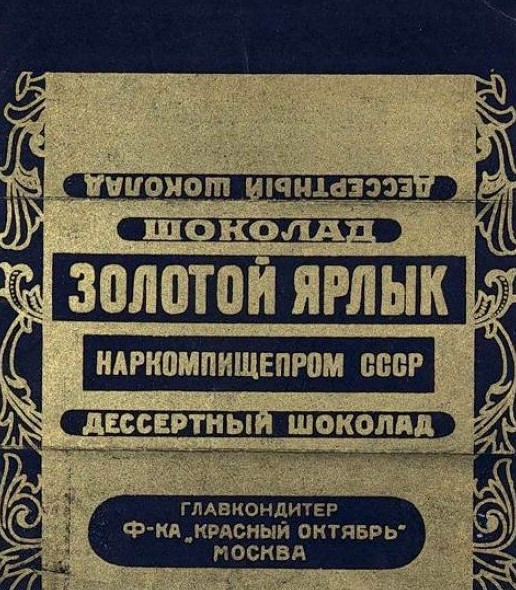 ДЕССЕРТНЫЙ ШОКОЛАД
ШОКОЛАД
ЗОЛОТОЙ ЯРЛЫК
НАРКОМПИЩЕПРОМ СССР
ДЕССЕРТНЫЙ ШОКОЛАД
ГЛАВКОНДИТЕР
Ф-КА „КРАСНЫЙ ОКТЯБРЬ“
МОСКВА